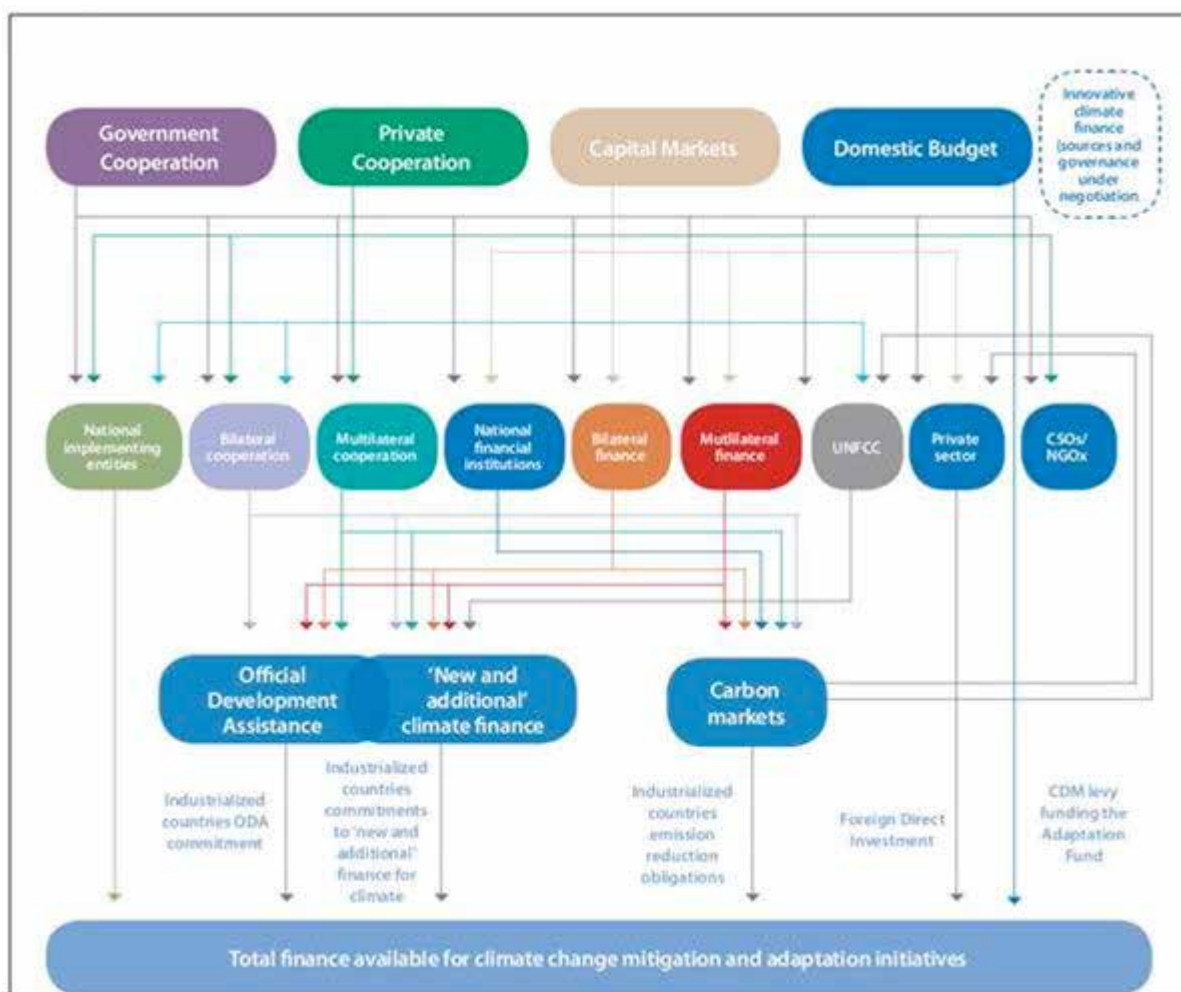 Government
Cooperation
Private
Cooperation
Capital Markets
Domestic Budget
Innovative
climate
finance
(sources and
governance
under
negotiation
National
implementing
entities
Bilateral
cooperation
Multilateral
cooperation
National
financial
institutions
Bilateral
finance
Mutlilateral
finance
UNFCC
Private
sector
CSOs/
NGOx
Official
Development
Assistance
'New and
additional'
climate finance
Carbon
markets
Industrialized
countries ODA
commitment
Industrialized
countries
commitments
to 'new and
additional'
finance for
climate
Industrialized
countries
emission
reduction
obligations
Foreign Direct
Investment
CDM levy
funding the
Adaptation
Fund
Total finance available for climate change mitigation and adaptation initiatives